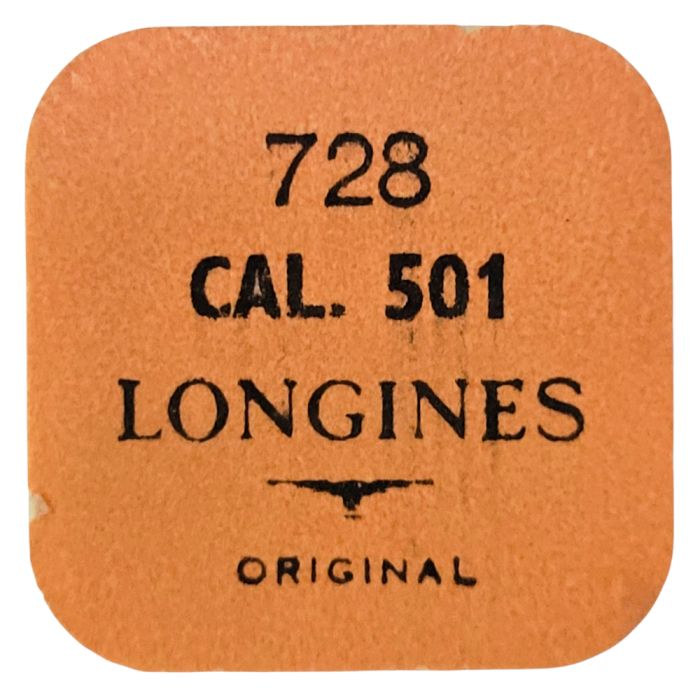 728
CAL. 501
LONGINES
ORIGINAL